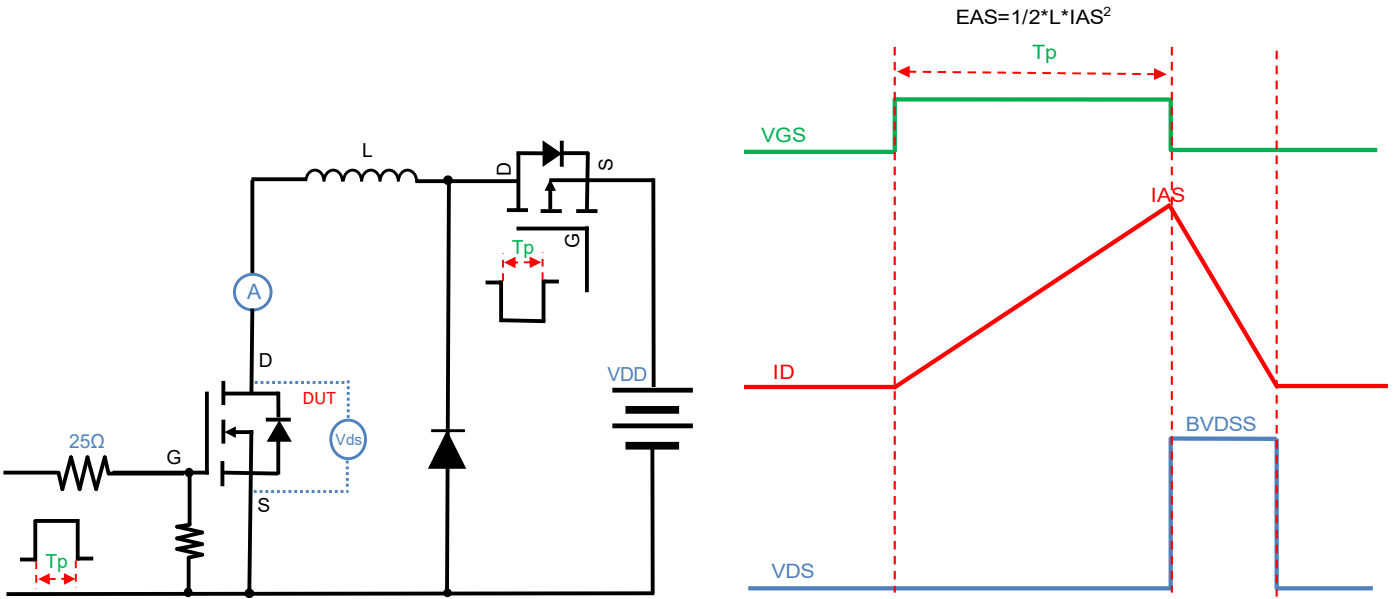 EAS=1/2*L*IAS²
Tp
VGS
L
D
S
G
Tp
IAS
A
D
VDD
ID
DUT
25Ω
G
Vds
BVDSS
S
Tp
VDS